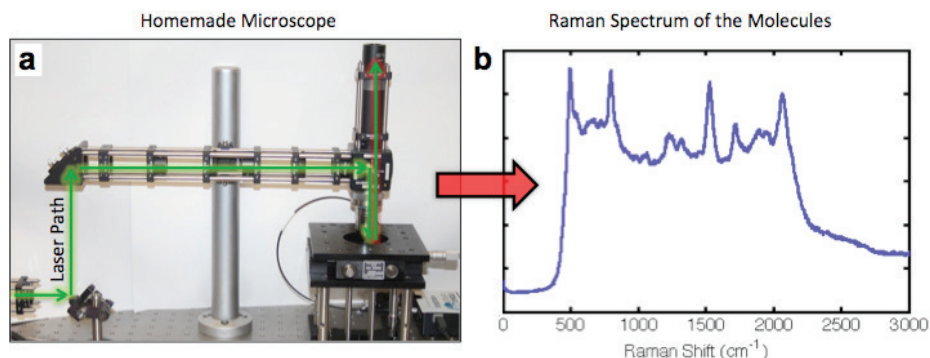 Homemade Microscope
Raman Spectrum of the Molecules
a
b
Laser Path
0 500 1000 1500 2000 2500 3000
Raman Shift (cm⁻¹)